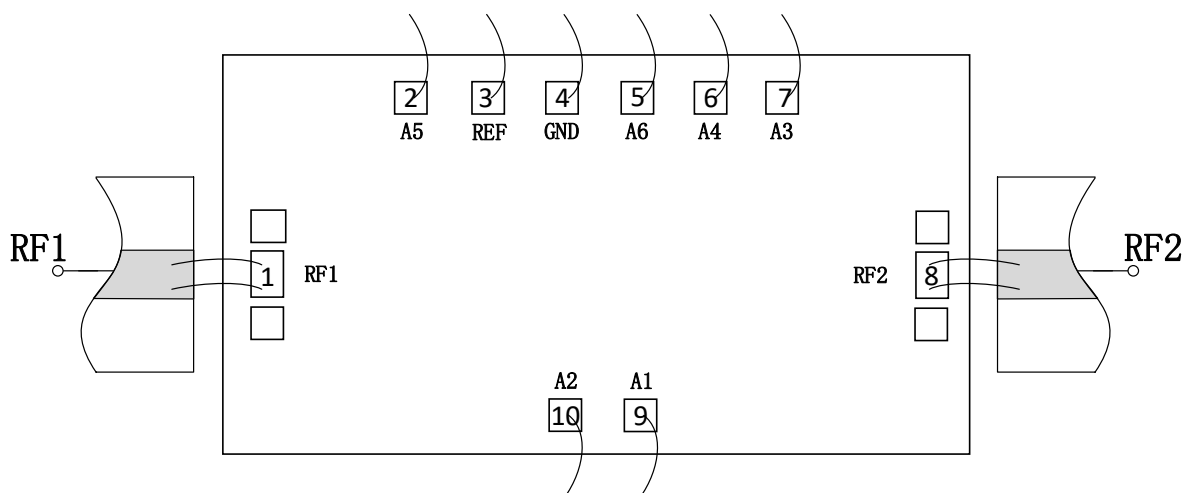 2 3 4 5 6 7
A5 REF GND A6 A4 A3
RF1 1 RF1 RF2 8 RF2
A2 A1
10 9